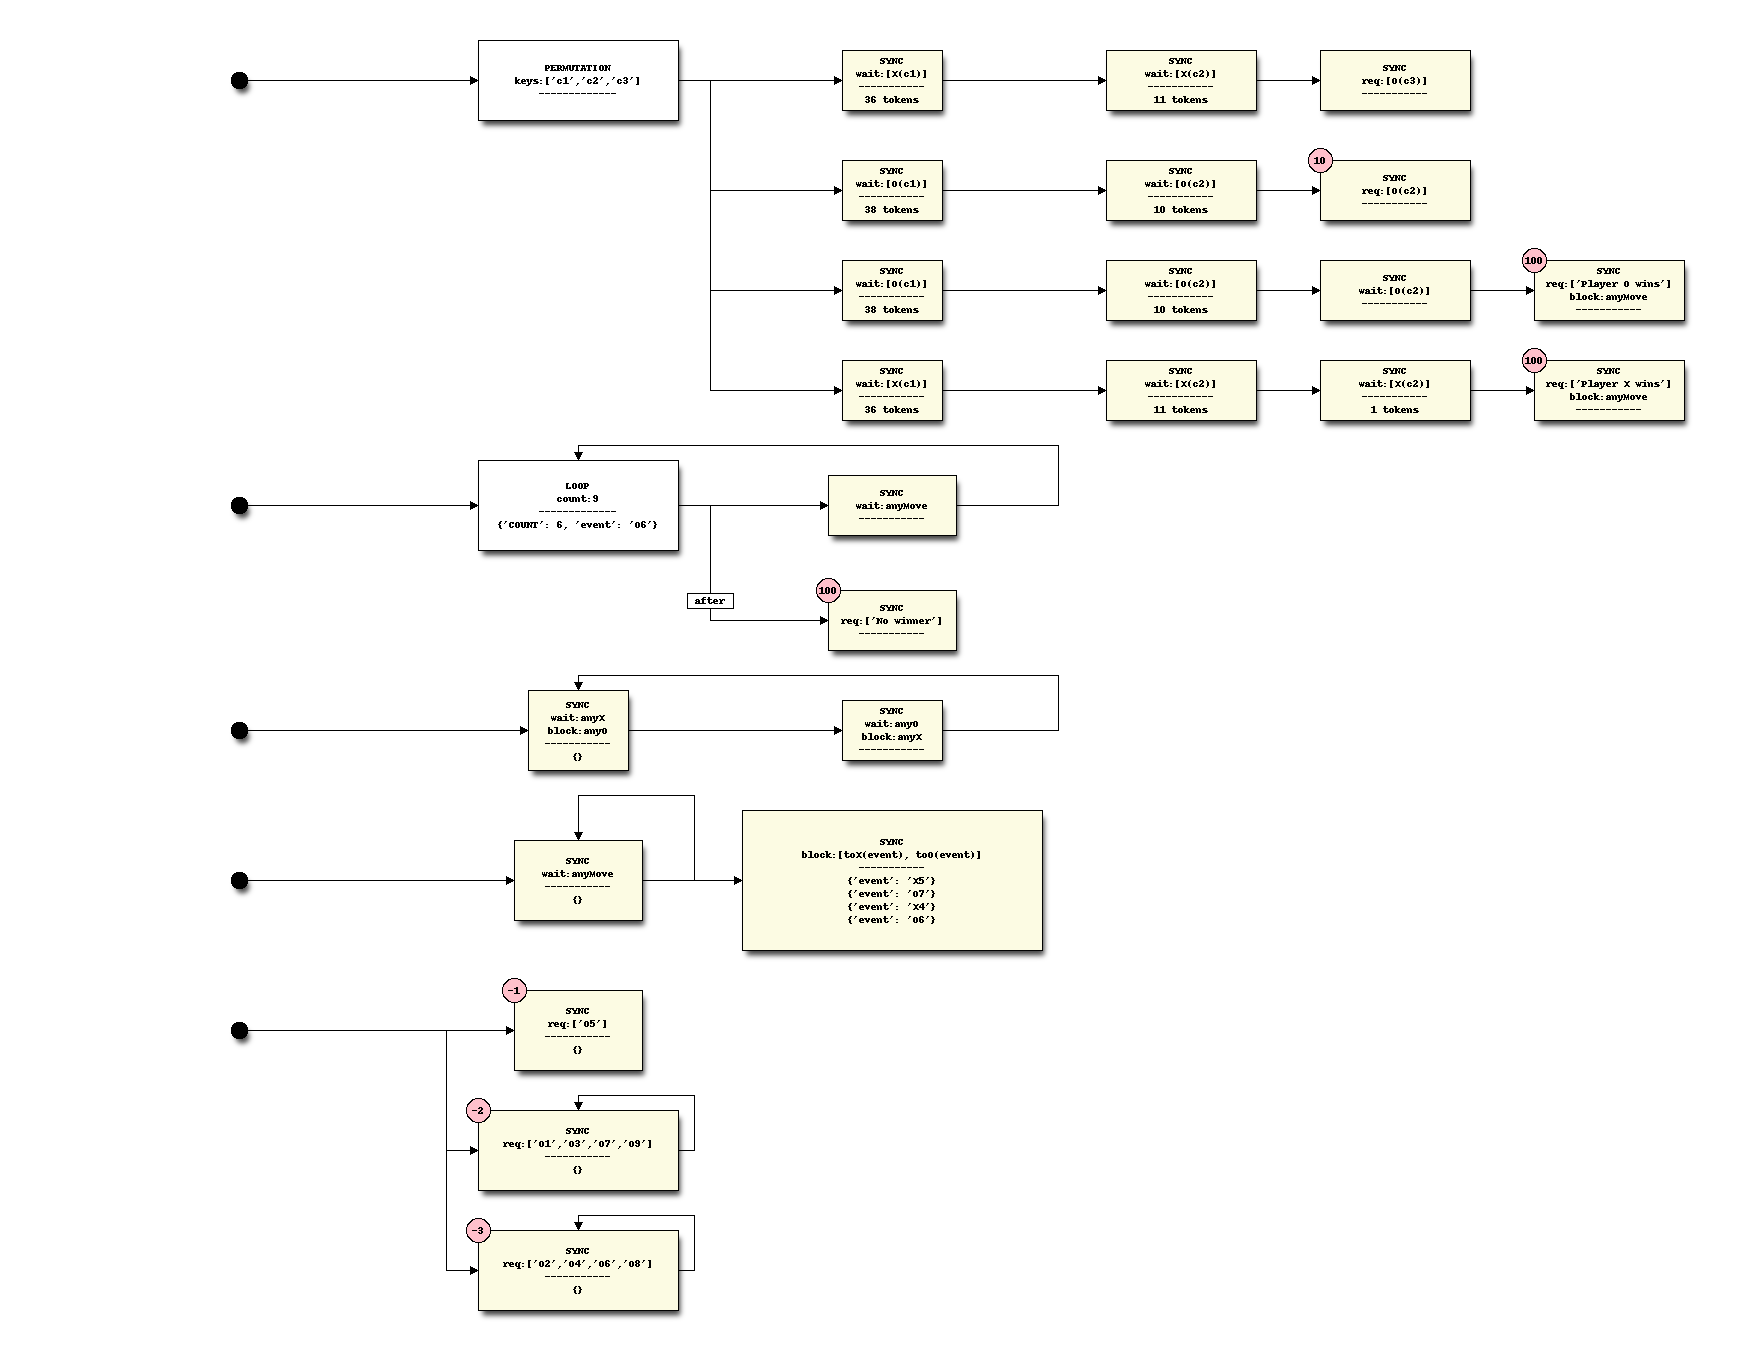 PERMUTATION
keys:['c1','c2','c3']
-------------
SYNC
wait:[X(c1)]
-----------
36 tokens
SYNC
wait:[X(c2)]
-----------
11 tokens
SYNC
req:[O(c3)]
-----------
SYNC
wait:[O(c1)]
-----------
38 tokens
SYNC
wait:[O(c2)]
-----------
10 tokens
10
SYNC
req:[O(c2)]
-----------
SYNC
wait:[O(c1)]
-----------
38 tokens
SYNC
wait:[O(c2)]
-----------
10 tokens
SYNC
wait:[O(c2)]
-----------
100
SYNC
req:['Player O wins']
block:anyMove
-----------
SYNC
wait:[X(c1)]
-----------
36 tokens
SYNC
wait:[X(c2)]
-----------
11 tokens
SYNC
wait:[X(c2)]
-----------
1 tokens
100
SYNC
req:['Player X wins']
block:anyMove
-----------
LOOP
count:9
-------------
{'COUNT': 6, 'event': 'O6'}
SYNC
wait:anyMove
-----------
after
100
SYNC
req:['No winner']
-----------
SYNC
wait:anyX
block:anyO
-----------
{}
SYNC
wait:anyO
block:anyX
-----------
SYNC
wait:anyMove
-----------
{}
SYNC
block:[toX(event), toO(event)]
-----------
{'event': 'X5'}
{'event': 'O7'}
{'event': 'X4'}
{'event': 'O6'}
-1
SYNC
req:['O5']
-----------
{}
-2
SYNC
req:['O1','O3','O7','O9']
-----------
{}
-3
SYNC
req:['O2','O4','O6','O8']
-----------
{}